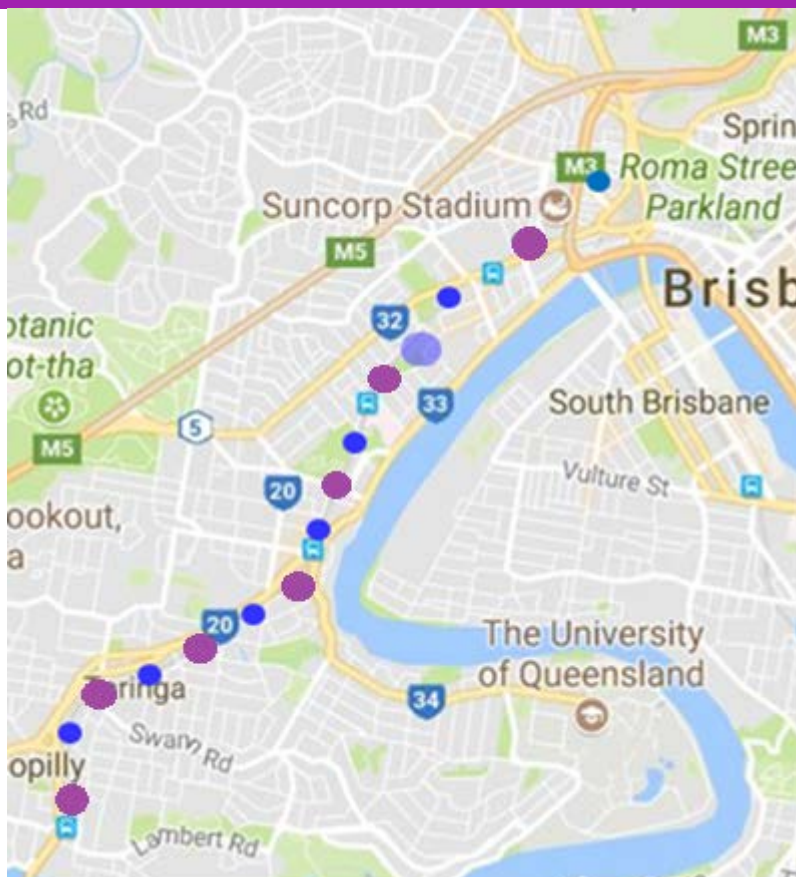 M3
Rd
Sprin
M3
Roma Stree
Parkland
Suncorp Stadium
M5
Brisb
otanic
ot-tha
32
33
South Brisbane
5
M5
Vulture St
20
ookout,
a
20
The University
of Queensland
Taringa
34
Swann Rd
opilly
Lambert Rd